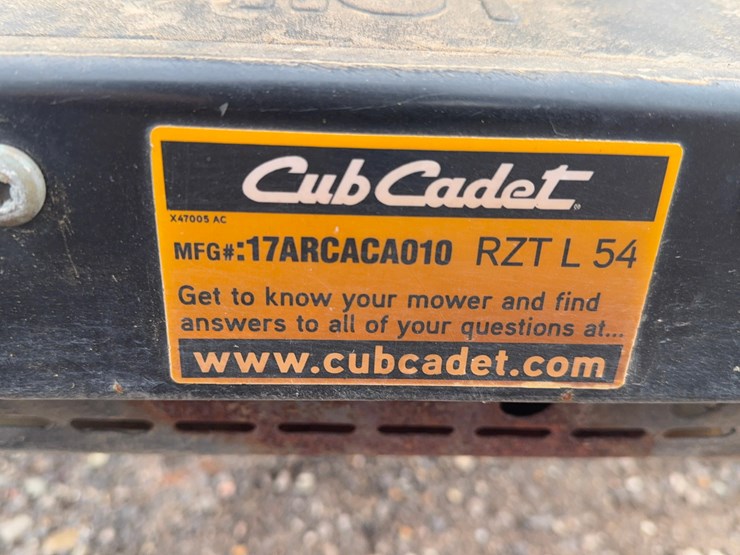 Cub Cadet
X47005 AC
MFG#:17ARCACA010 RZT L 54
Get to know your mower and find
answers to all of your questions at...
www.cubcadet.com